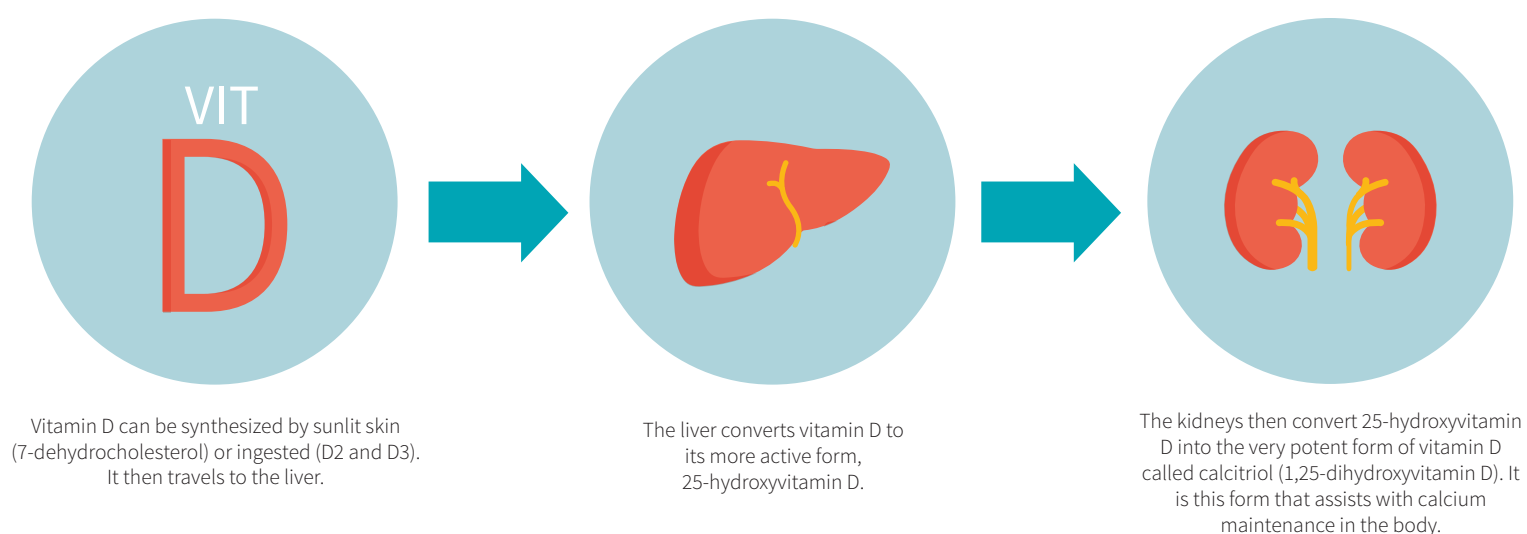 VIT
D
Vitamin D can be synthesized by sunlit skin
(7-dehydrocholesterol) or ingested (D2 and D3).
It then travels to the liver.
The liver converts vitamin D to
its more active form,
25-hydroxyvitamin D.
The kidneys then convert 25-hydroxyvitamin
D into the very potent form of vitamin D
called calcitriol (1,25-dihydroxyvitamin D). It
is this form that assists with calcium
maintenance in the body.